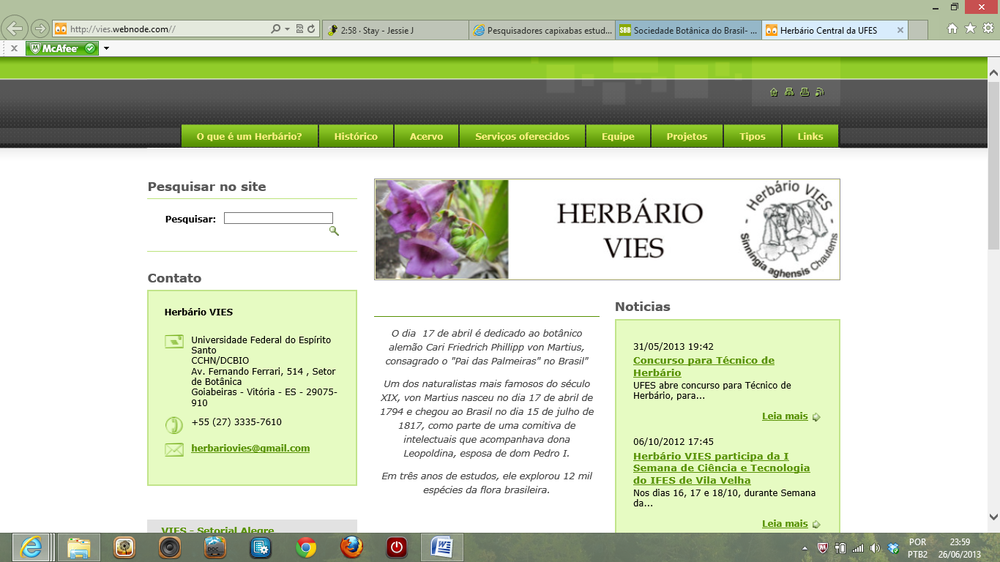 http://vies.webnode.com//
2:58 · Stay - Jessie J
Pesquisadores capixabas estud...
SBB Sociedade Botânica do Brasil- ...
Herbário Central da UFES
McAfee
O que é um Herbário?
Histórico
Acervo
Serviços oferecidos
Equipe
Projetos
Tipos
Links
Pesquisar no site
Pesquisar:
HERBÁRIO
VIES
- Herbário VIES -
Sinningia aghensis Chautems
Contato
Herbário VIES
Universidade Federal do Espírito
Santo
CCHN/DCBIO
Av. Fernando Ferrari, 514 , Setor
de Botânica
Goiabeiras - Vitória - ES - 29075-
910
+55 (27) 3335-7610
herbariovies@gmail.com
VIES - Setorial Alegre
O dia 17 de abril é dedicado ao botânico
alemão Cari Friedrich Phillipp von Martius,
consagrado o "Pai das Palmeiras" no Brasil"
Um dos naturalistas mais famosos do século
XIX, von Martius nasceu no dia 17 de abril de
1794 e chegou ao Brasil no dia 15 de julho de
1817, como parte de uma comitiva de
intelectuais que acompanhava dona
Leopoldina, esposa de dom Pedro I.
Em três anos de estudos, ele explorou 12 mil
espécies da flora brasileira.
Noticias
31/05/2013 19:42
Concurso para Técnico de
Herbário
UFES abre concurso para Técnico de
Herbário, para...
Leia mais
06/10/2012 17:45
Herbário VIES participa da I
Semana de Ciência e Tecnologia
do IFES de Vila Velha
Nos dias 16, 17 e 18/10, durante Semana
da...
Leia mais
DOC
POR
PTB2
23:59
26/06/2013